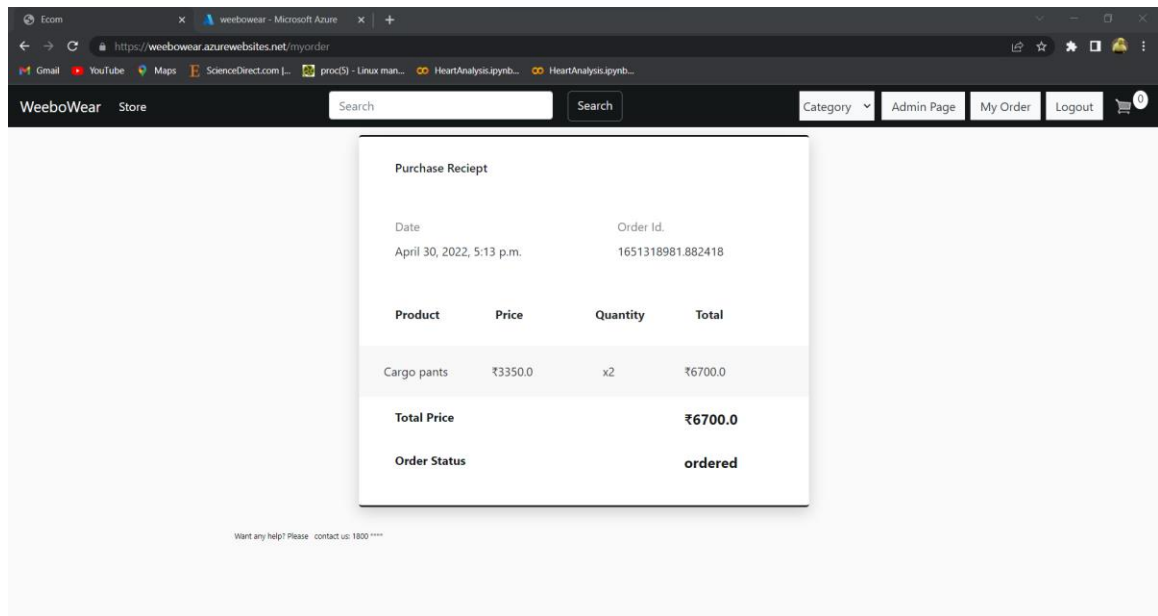 Ecom
weebowear - Microsoft Azure
https://weebowear.azurewebsites.net/myorder
Gmail YouTube Maps ScienceDirect.com |... proc(5) - Linux man... HeartAnalysis.ipynb... HeartAnalysis.ipynb...
WeeboWear Store Search Search Category Admin Page My Order Logout 0
Purchase Reciept
Date Order Id.
April 30, 2022, 5:13 p.m. 1651318981.882418
Product Price Quantity Total
Cargo pants ₹3350.0 x2 ₹6700.0
Total Price ₹6700.0
Order Status ordered
Want any help? Please contact us: 1800 ****